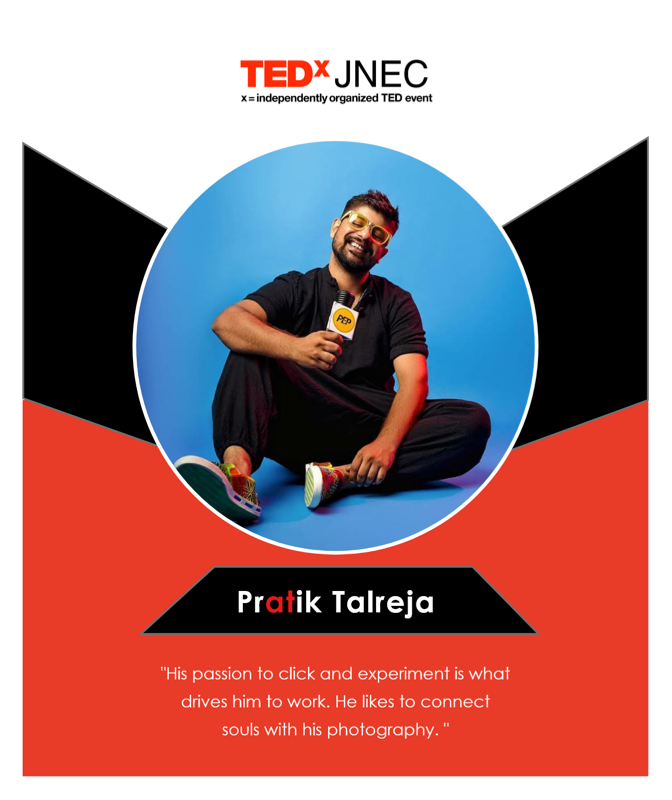 TEDx JNEC
x = independently organized TED event
PEP
Pratik Talreja
"His passion to click and experiment is what
drives him to work. He likes to connect
souls with his photography. "